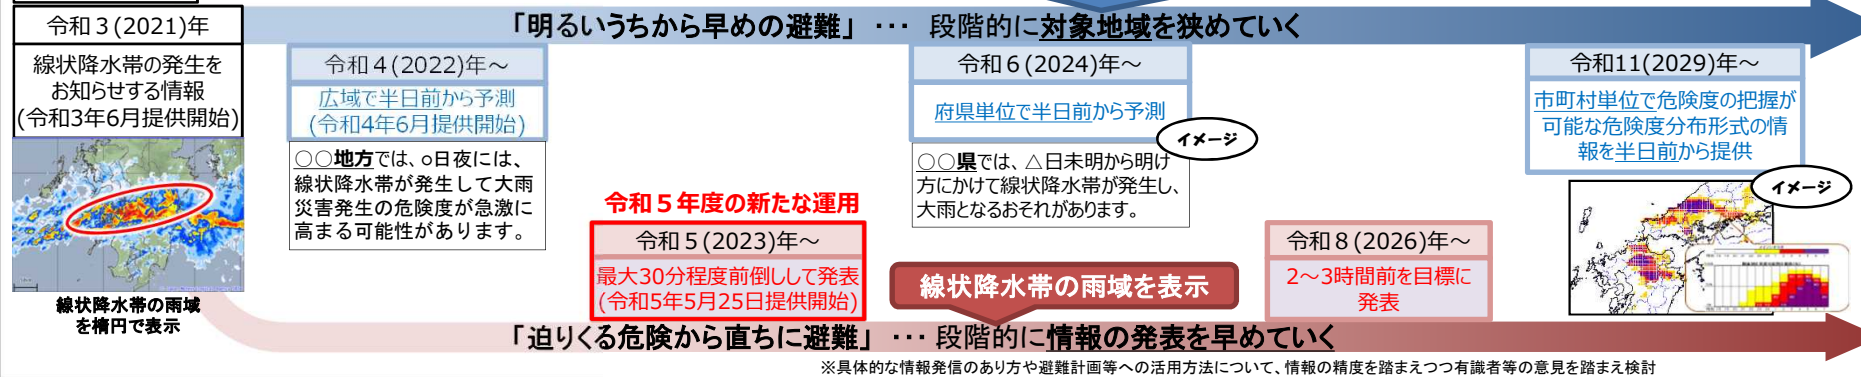 令和３(2021)年
線状降水帯の発生を
お知らせする情報
(令和3年6月提供開始)
線状降水帯の雨域
を楕円で表示
「明るいうちから早めの避難」 ･･･ 段階的に対象地域を狭めていく
令和４(2022)年～
広域で半日前から予測
(令和4年6月提供開始)
○○地方では、○日夜には、
線状降水帯が発生して大雨
災害発生の危険度が急激に
高まる可能性があります。
令和５年度の新たな運用
令和５(2023)年～
最大30分程度前倒しして発表
(令和5年5月25日提供開始)
令和６(2024)年～
府県単位で半日前から予測
イメージ
○○県では、△日未明から明け
方にかけて線状降水帯が発生し、
大雨となるおそれがあります。
線状降水帯の雨域を表示
令和８(2026)年～
2～3時間前を目標に
発表
令和11(2029)年～
市町村単位で危険度の把握が
可能な危険度分布形式の情
報を半日前から提供
イメージ
「迫りくる危険から直ちに避難」 ･･･ 段階的に情報の発表を早めていく
※具体的な情報発信のあり方や避難計画等への活用方法について、情報の精度を踏まえつつ有識者等の意見を踏まえ検討